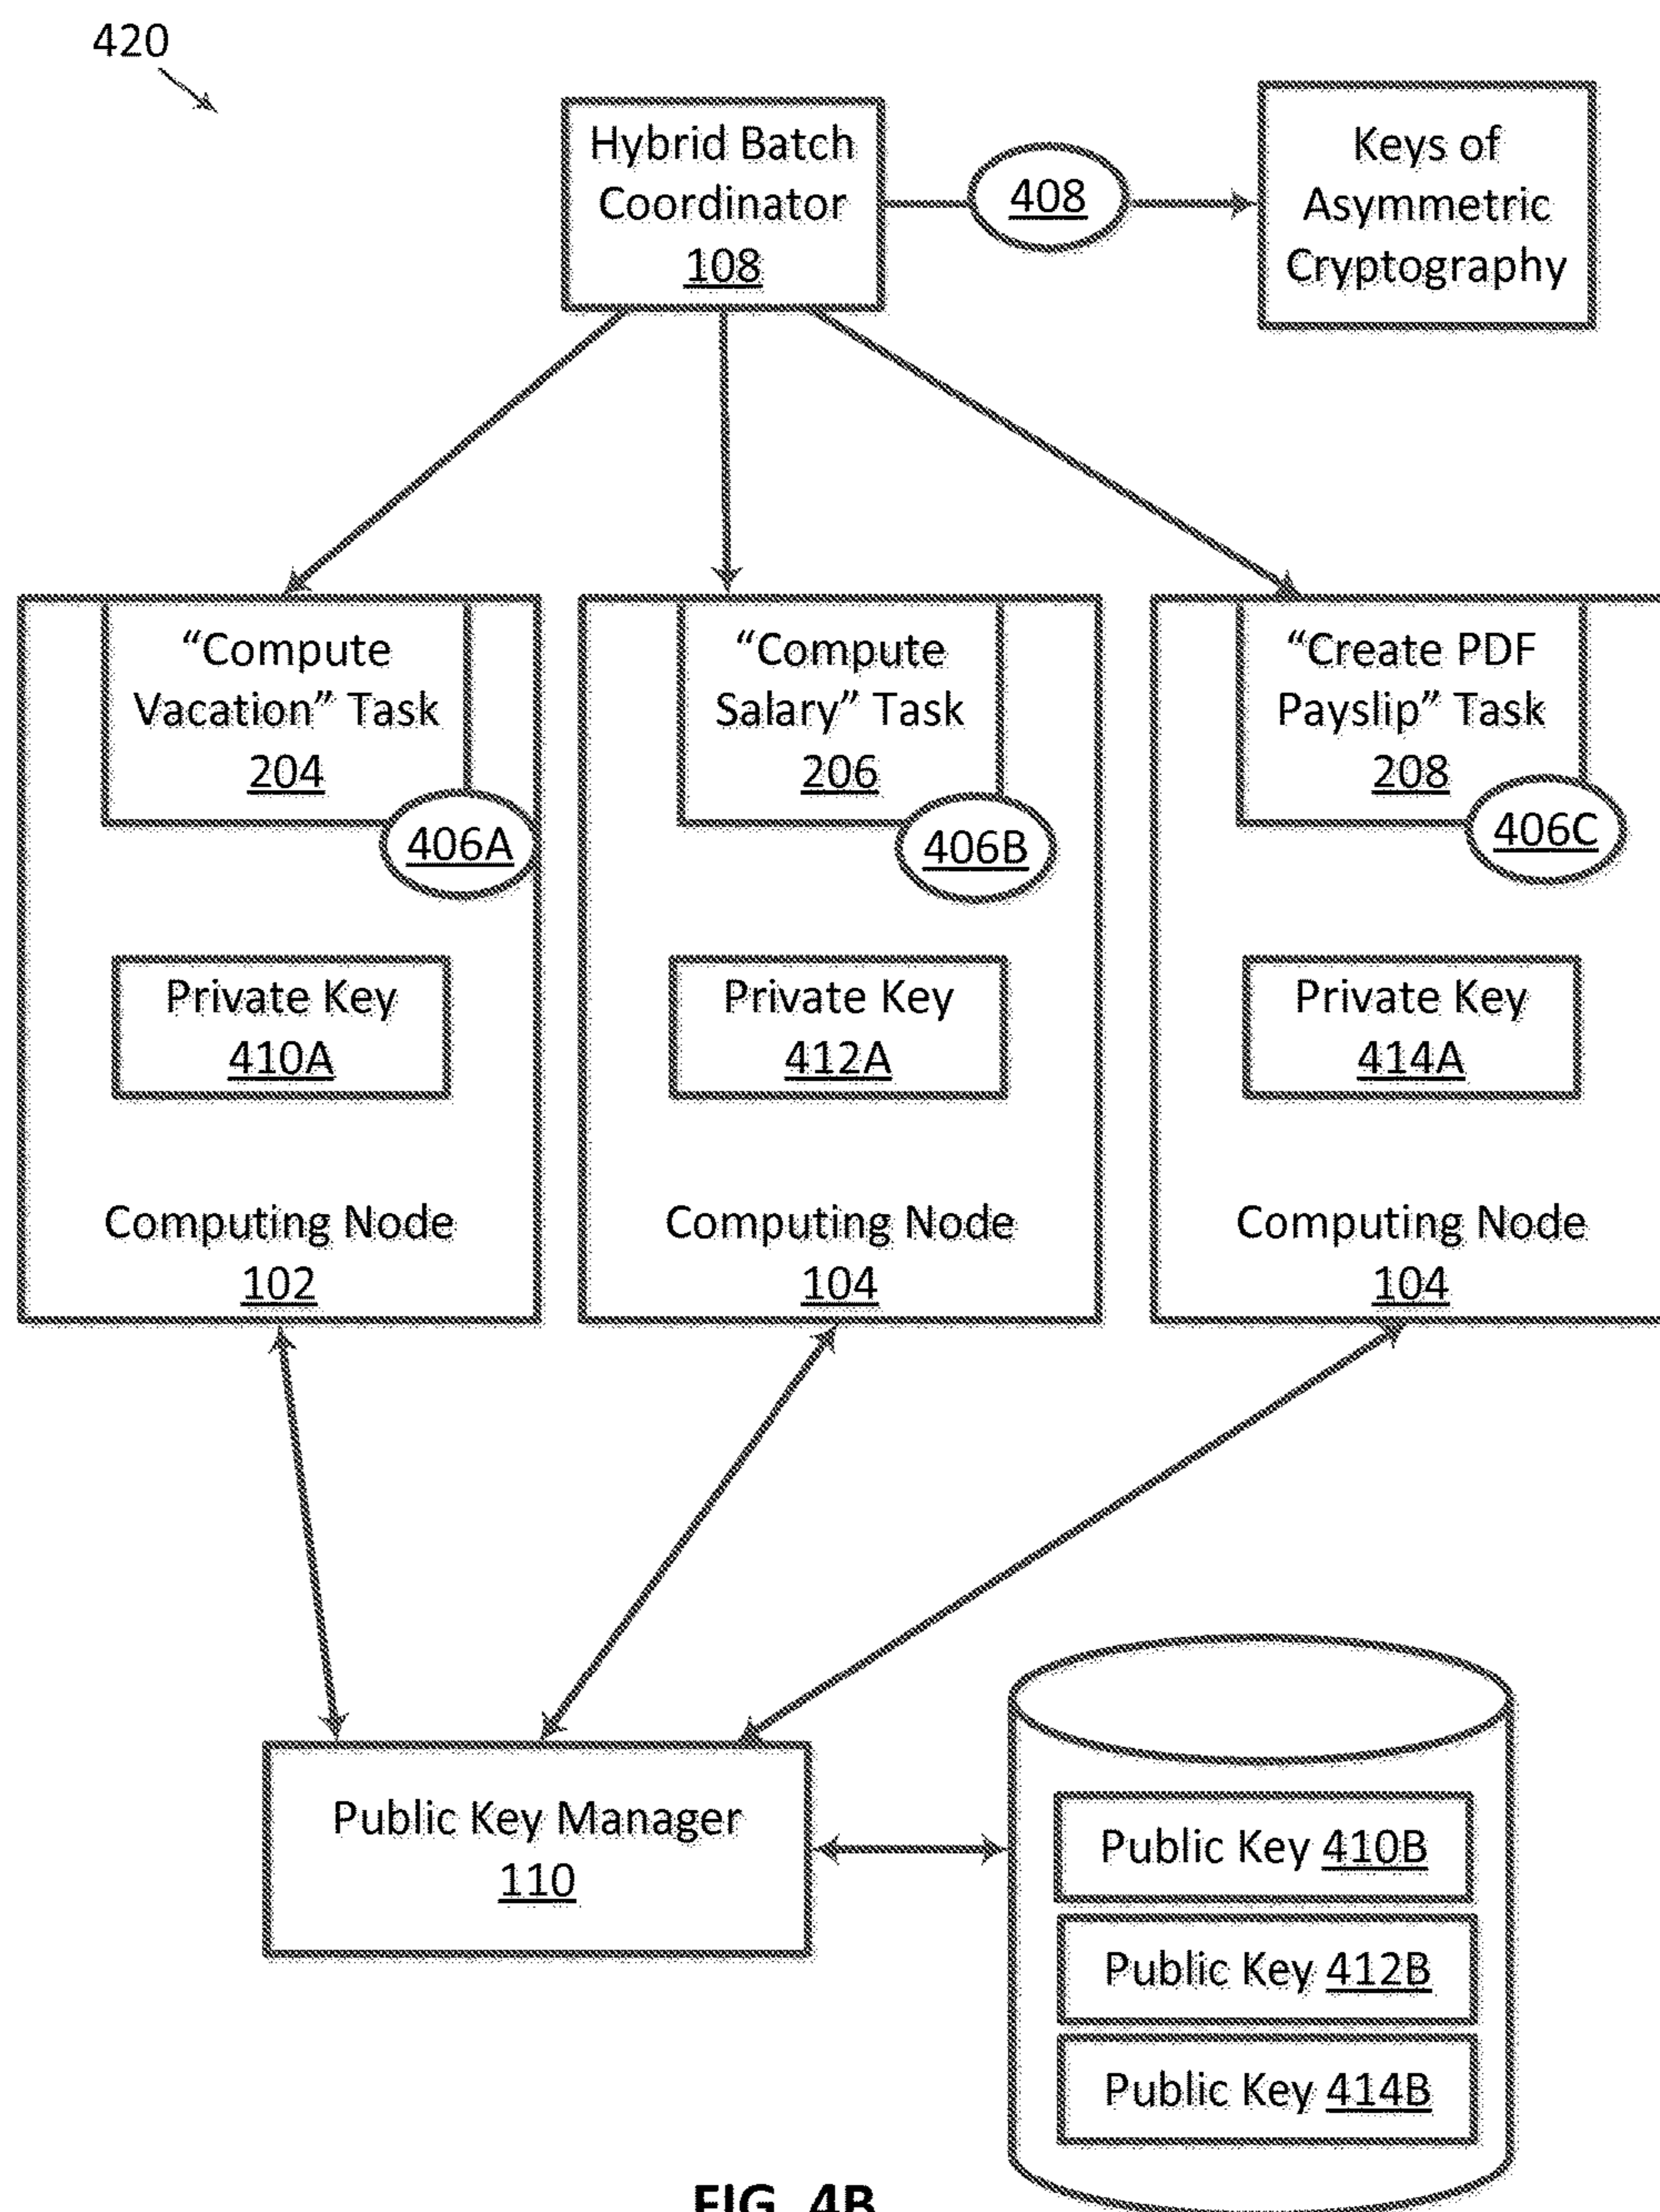 420
Hybrid Batch
Coordinator
108
408
Keys of
Asymmetric
Cryptography
“Compute
Vacation” Task
204
406A
Private Key
410A
Computing Node
102
“Compute
Salary” Task
206
406B
Private Key
412A
Computing Node
104
“Create PDF
Payslip” Task
208
406C
Private Key
414A
Computing Node
104
Public Key Manager
110
Public Key 410B
Public Key 412B
Public Key 414B
FIG. 4B